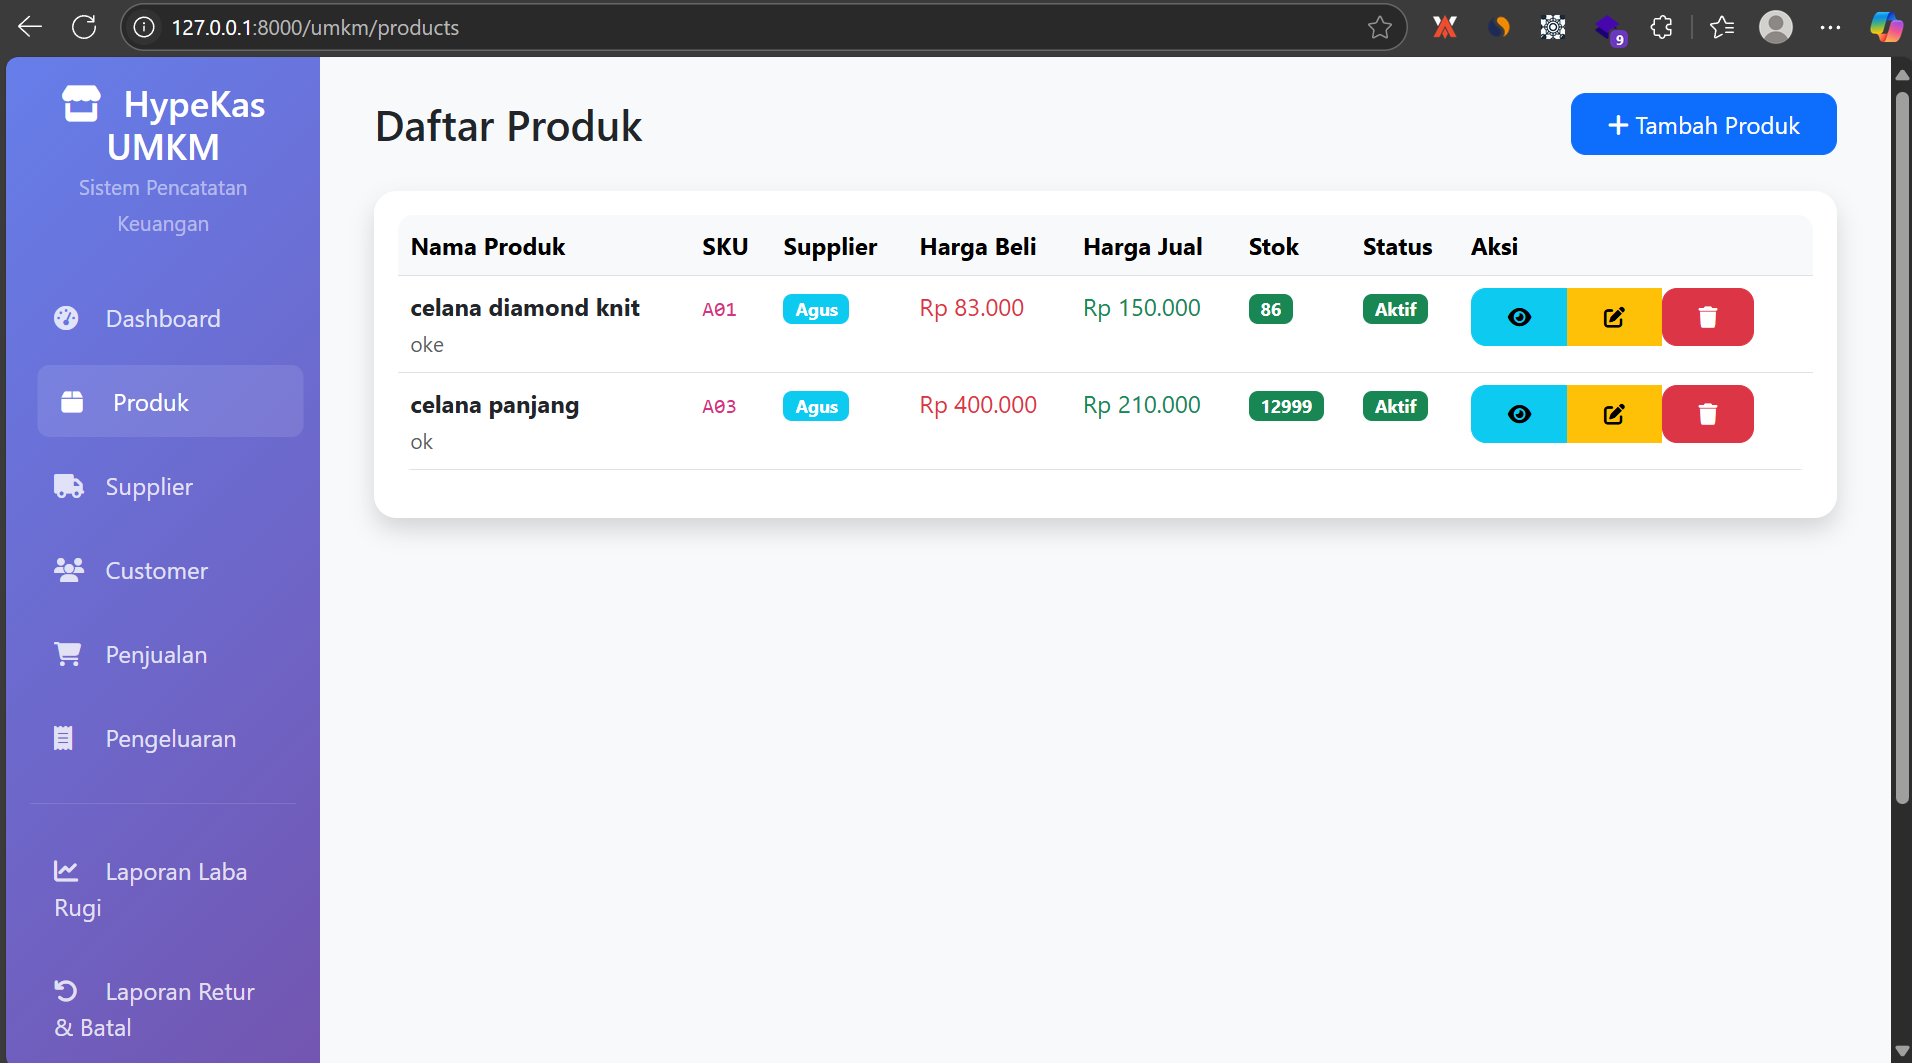 127.0.0.1:8000/umkm/products
9
HypeKas
UMKM
Sistem Pencatatan
Keuangan
Dashboard
Produk
Supplier
Customer
Penjualan
Pengeluaran
Laporan Laba
Rugi
Laporan Retur
& Batal
Daftar Produk
+ Tambah Produk
Nama Produk SKU Supplier Harga Beli Harga Jual Stok Status Aksi
celana diamond knit A01 Agus Rp 83.000 Rp 150.000 86 Aktif
oke
celana panjang A03 Agus Rp 400.000 Rp 210.000 12999 Aktif
ok